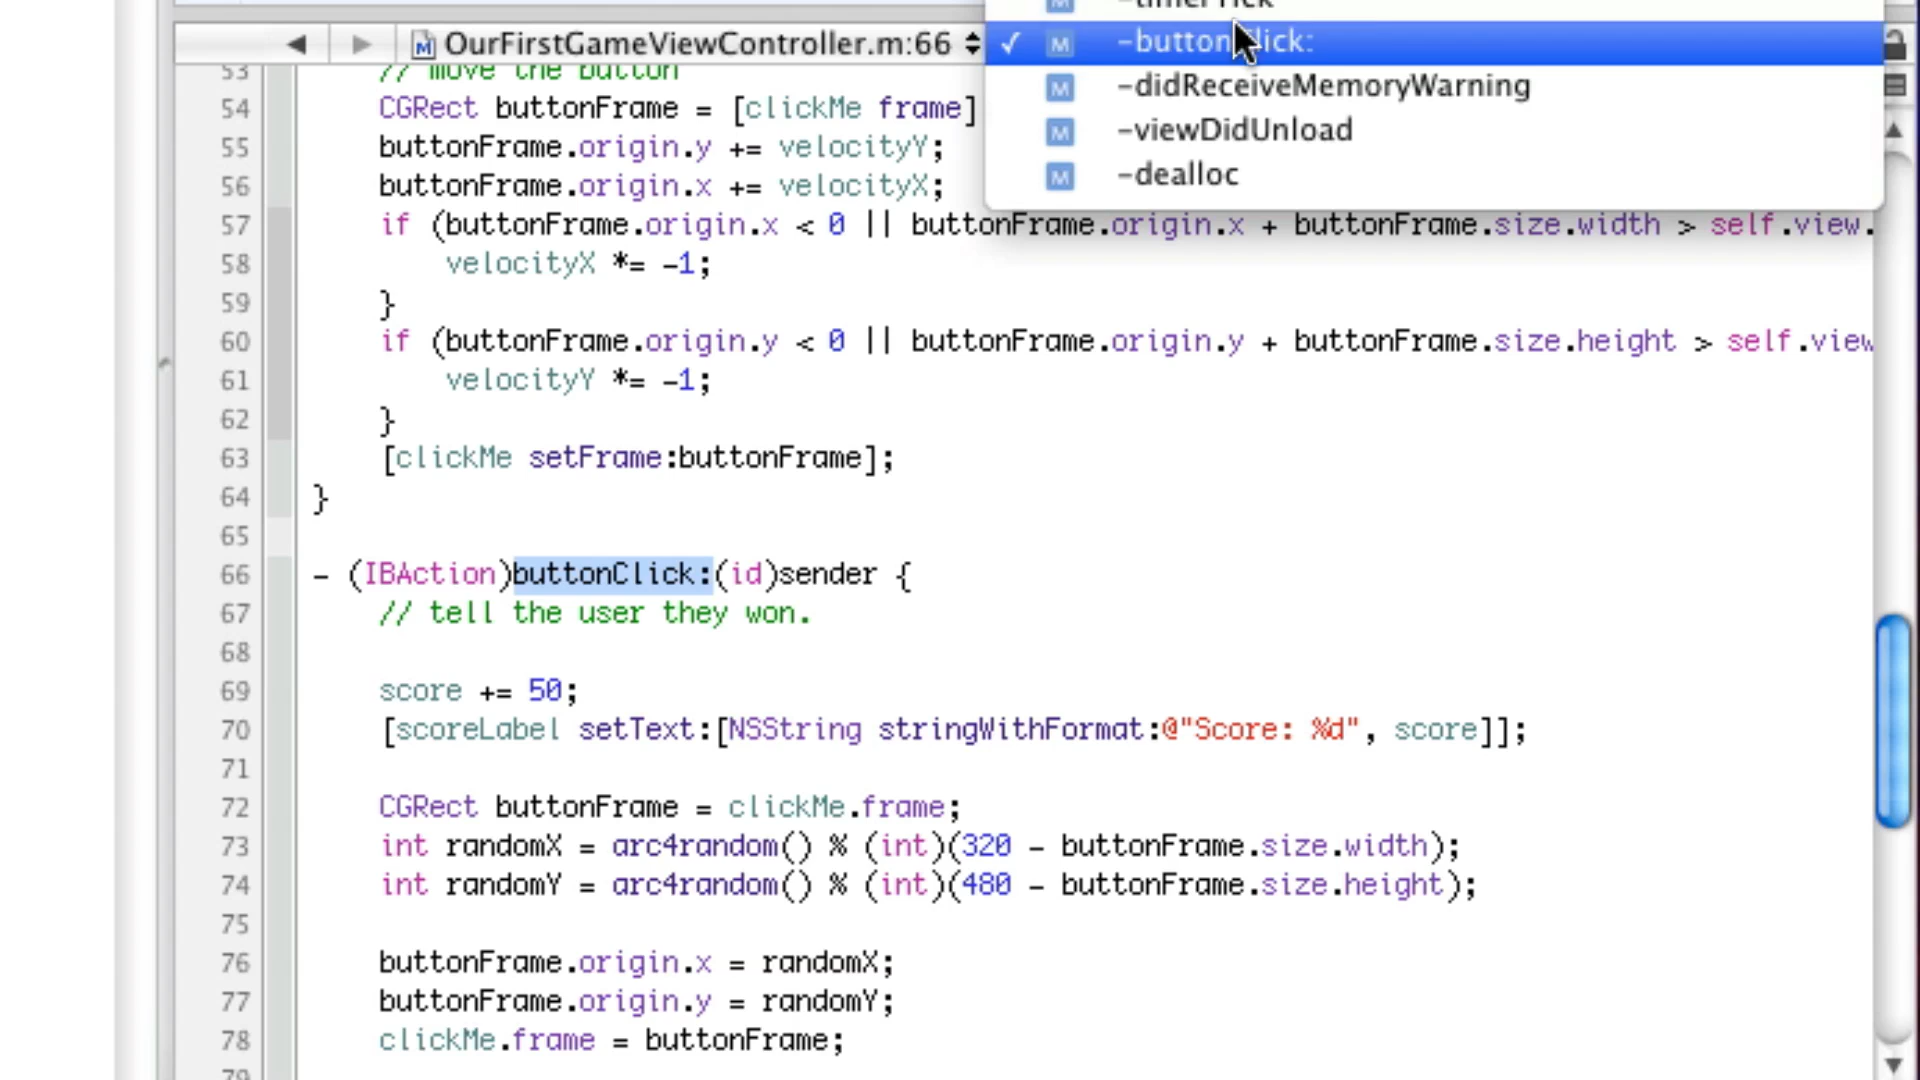 -timerTick
OurFirstGameViewController.m:66
✓ M -buttonClick:
M -didReceiveMemoryWarning
M -viewDidUnload
M -dealloc
53 // move the button
54 CGRect buttonFrame = [clickMe frame]
55 buttonFrame.origin.y += velocityY;
56 buttonFrame.origin.x += velocityX;
57 if (buttonFrame.origin.x < 0 || buttonFrame.origin.x + buttonFrame.size.width > self.view.
58 velocityX *= -1;
59 }
60 if (buttonFrame.origin.y < 0 || buttonFrame.origin.y + buttonFrame.size.height > self.view
61 velocityY *= -1;
62 }
63 [clickMe setFrame:buttonFrame];
64 }
65
66 - (IBAction)buttonClick:(id)sender {
67 // tell the user they won.
68
69 score += 50;
70 [scoreLabel setText:[NSString stringWithFormat:@"Score: %d", score]];
71
72 CGRect buttonFrame = clickMe.frame;
73 int randomX = arc4random() % (int)(320 - buttonFrame.size.width);
74 int randomY = arc4random() % (int)(480 - buttonFrame.size.height);
75
76 buttonFrame.origin.x = randomX;
77 buttonFrame.origin.y = randomY;
78 clickMe.frame = buttonFrame;
79